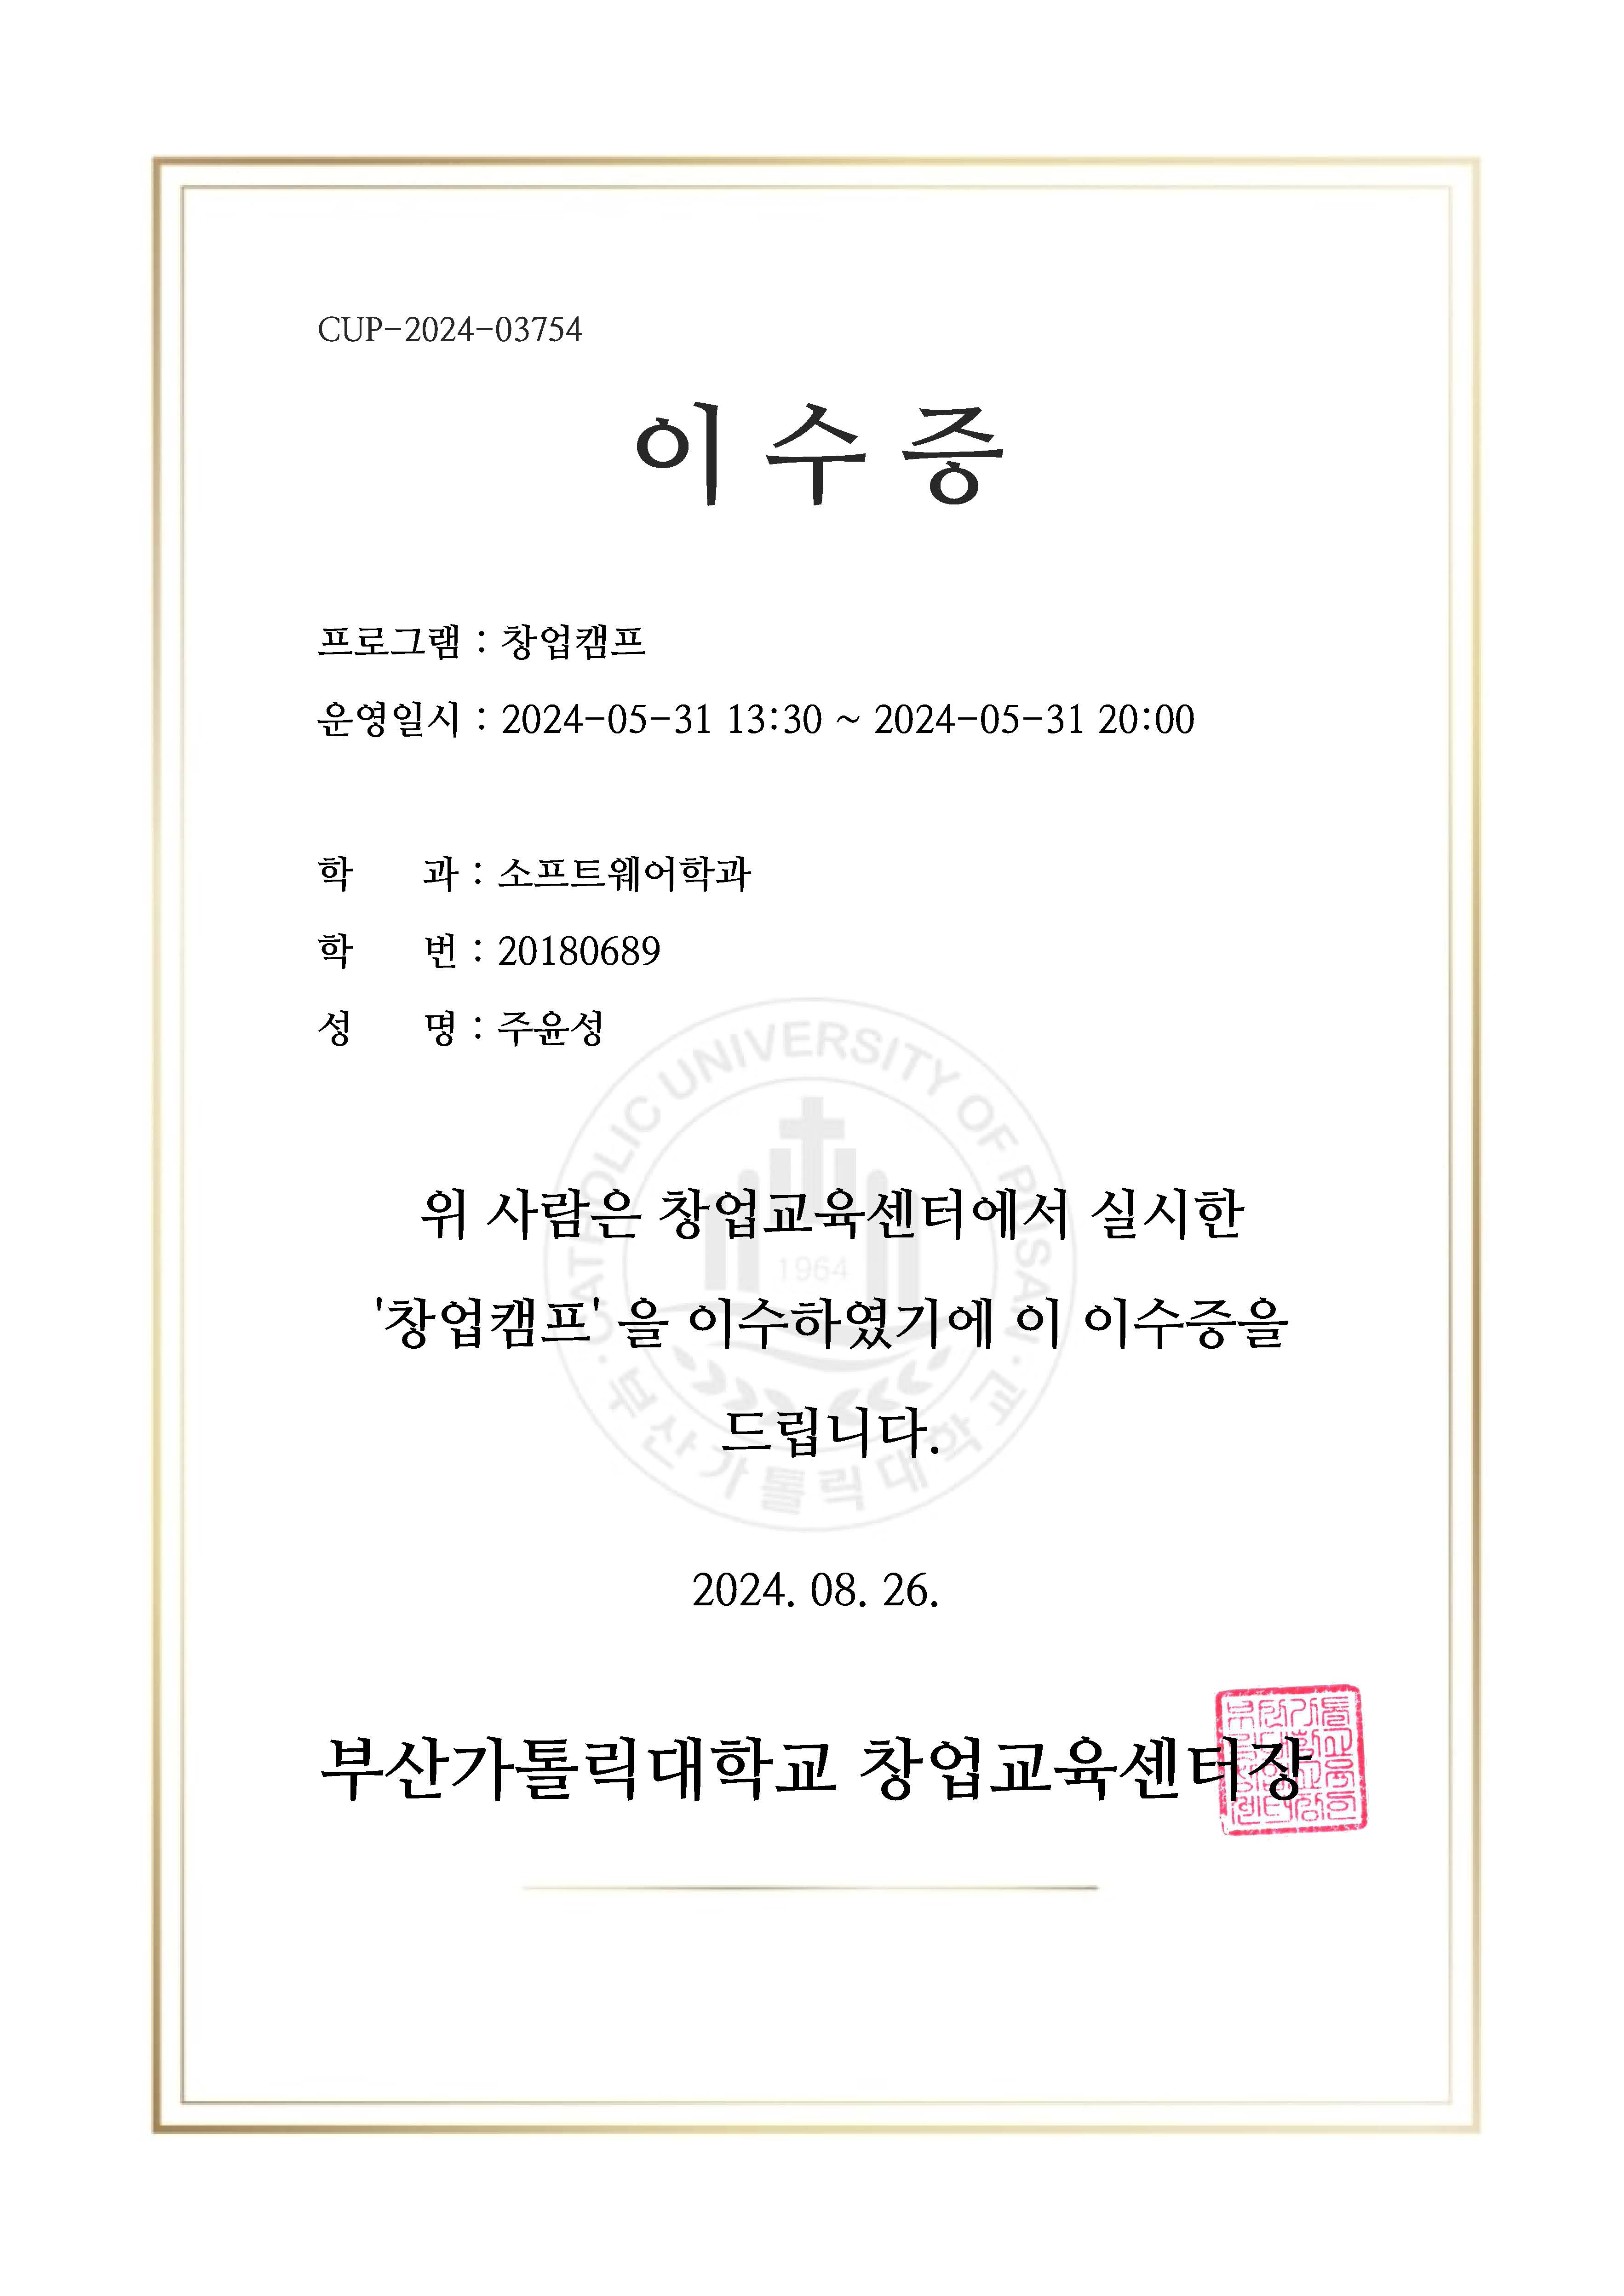 CUP-2024-03754
이 수 증
프로그램 : 창업캠프
운영일시 : 2024-05-31 13:30 ~ 2024-05-31 20:00
학 과 : 소프트웨어학과
학 번 : 20180689
성 명 : 주윤성
CATHOLIC UNIVERSITY OF PUSAN
1964
부산가톨릭대학교
위 사람은 창업교육센터에서 실시한
'창업캠프' 을 이수하였기에 이 이수증을
드립니다.
2024. 08. 26.
부산가톨릭대학교 창업교육센터장